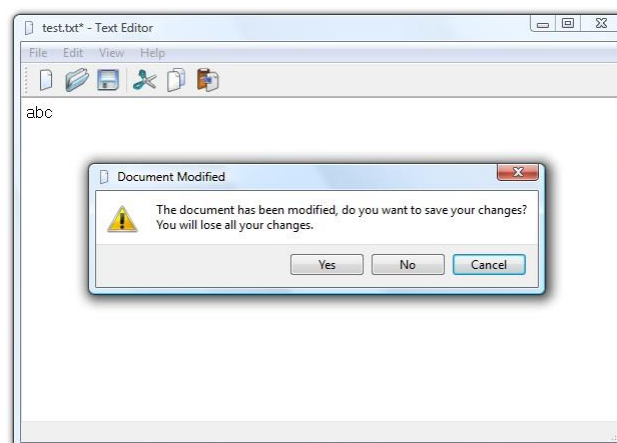 test.txt* - Text Editor
File Edit View Help
abc
Document Modified
The document has been modified, do you want to save your changes?
You will lose all your changes.
Yes No Cancel